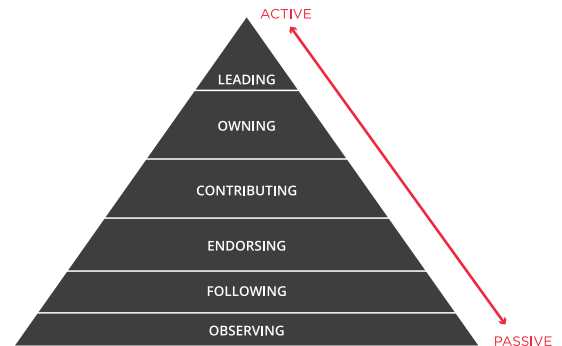 ACTIVE
LEADING
OWNING
CONTRIBUTING
ENDORSING
FOLLOWING
OBSERVING
PASSIVE